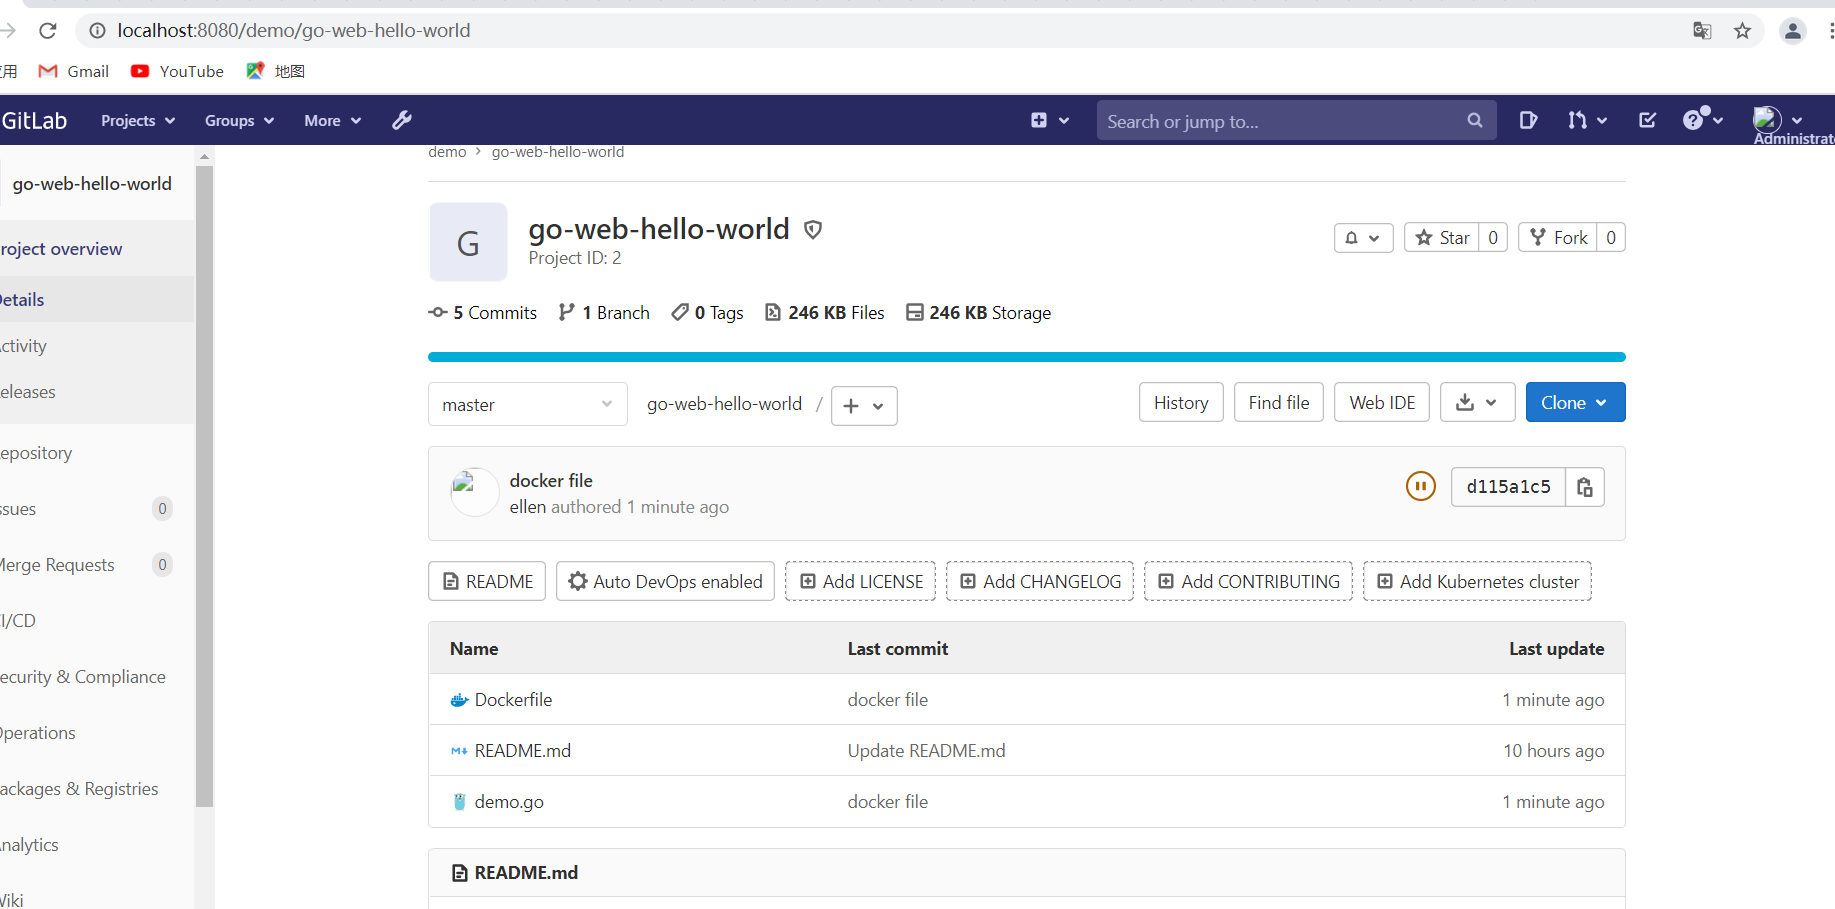 localhost:8080/demo/go-web-hello-world
用 Gmail YouTube 地图
GitLab Projects Groups More Search or jump to...
Administrat
demo > go-web-hello-world
go-web-hello-world
roject overview
etails
ctivity
eleases
epository
ssues 0
Merge Requests 0
I/CD
ecurity & Compliance
perations
ackages & Registries
nalytics
Wiki
G
go-web-hello-world
Project ID: 2
Star 0 Fork 0
5 Commits 1 Branch 0 Tags 246 KB Files 246 KB Storage
master go-web-hello-world / + History Find file Web IDE Clone
docker file
ellen authored 1 minute ago
d115a1c5
README Auto DevOps enabled Add LICENSE Add CHANGELOG Add CONTRIBUTING Add Kubernetes cluster
Name Last commit Last update
Dockerfile docker file 1 minute ago
README.md Update README.md 10 hours ago
demo.go docker file 1 minute ago
README.md